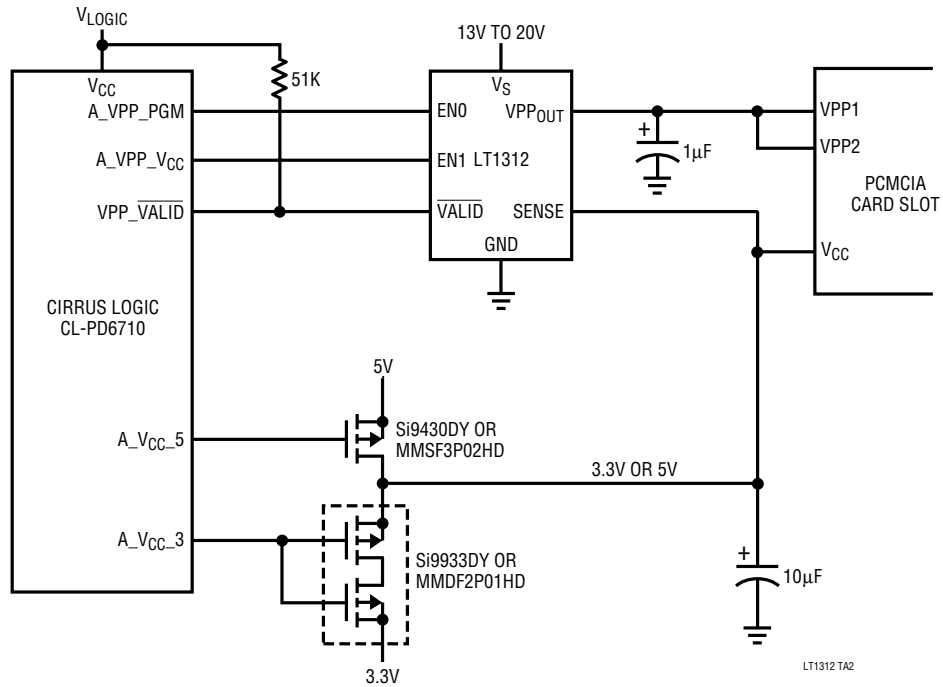 VLOGIC
13V TO 20V
51K
VCC
A_VPP_PGM
A_VPP_VCC
VPP_VALID
CIRRUS LOGIC
CL-PD6710
A_VCC_5
A_VCC_3
VS
EN0
VPPOUT
EN1
LT1312
VALID
SENSE
GND
+
1µF
VPP1
VPP2
PCMCIA
CARD SLOT
VCC
5V
Si9430DY OR
MMSF3P02HD
3.3V OR 5V
Si9933DY OR
MMDF2P01HD
3.3V
+
10µF
LT1312 TA2